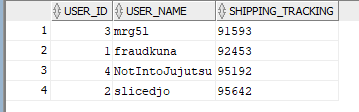 USER_ID USER_NAME SHIPPING_TRACKING
1 3 mrg5l 91593
2 1 fraudkuna 92453
3 4 NotIntoJujutsu 95192
4 2 slicedjo 95642